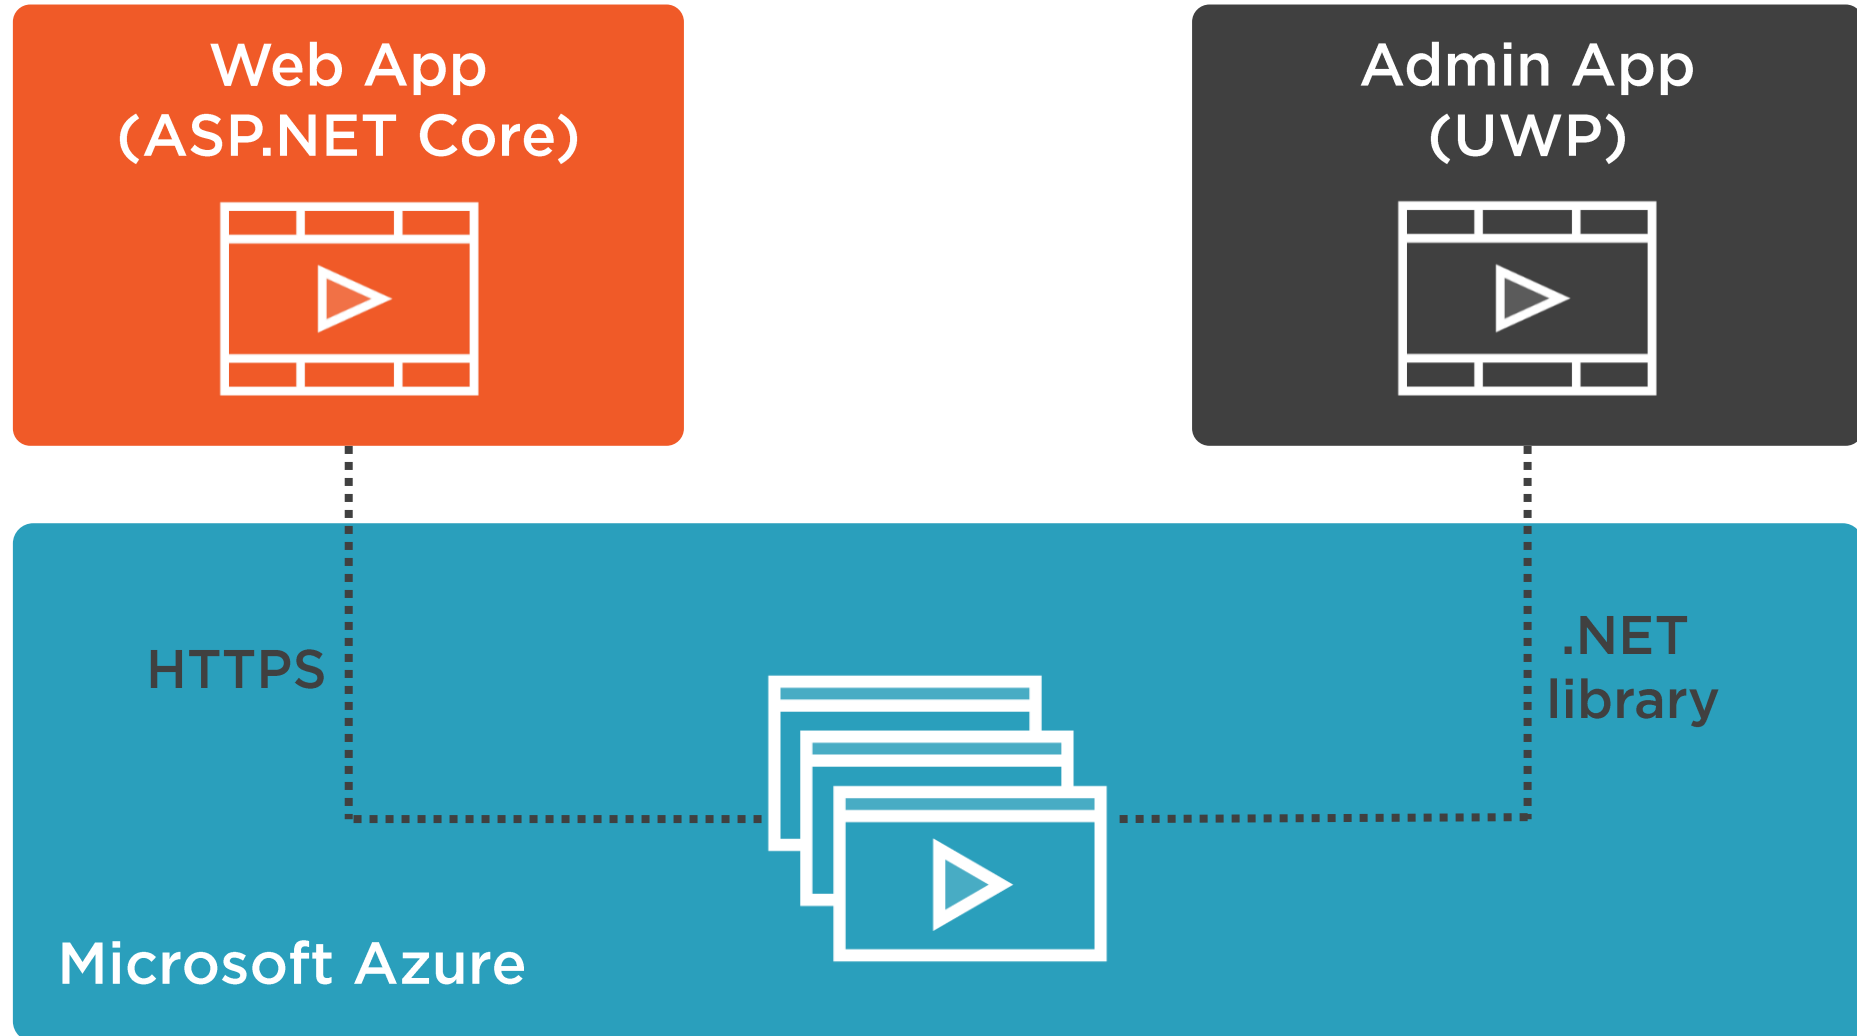 Web App
(ASP.NET Core)
Admin App
(UWP)
HTTPS
.NET
library
Microsoft Azure